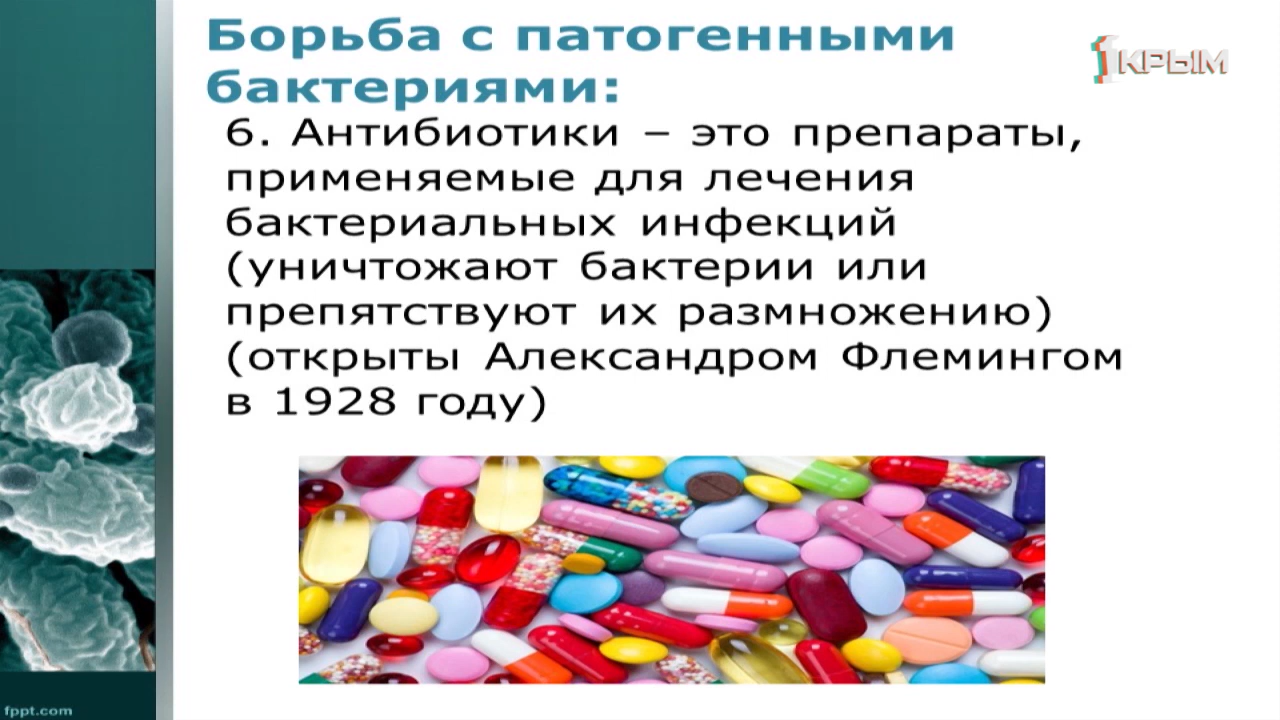 Борьба с патогенными
бактериями:
1КРЫМ
6. Антибиотики – это препараты,
применяемые для лечения
бактериальных инфекций
(уничтожают бактерии или
препятствуют их размножению)
(открыты Александром Флемингом
в 1928 году)
fppt.com